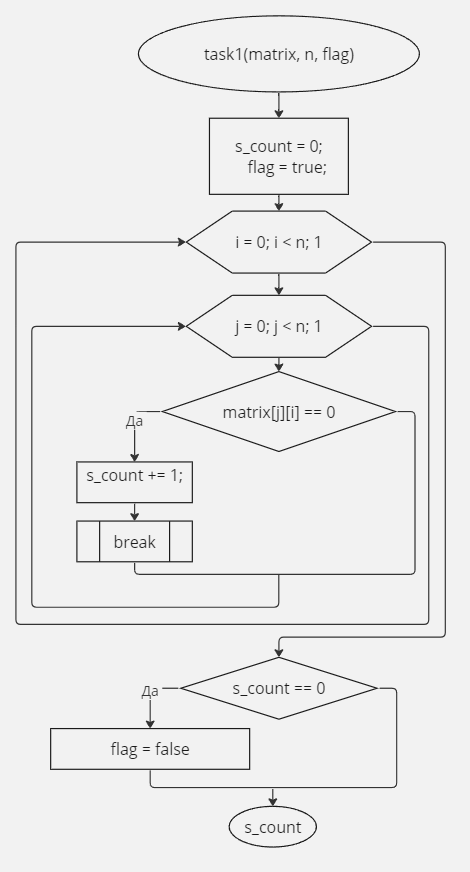 task1(matrix, n, flag)
s_count = 0;
flag = true;
i = 0; i < n; 1
j = 0; j < n; 1
matrix[j][i] == 0
Да
s_count += 1;
break
s_count == 0
Да
flag = false
s_count